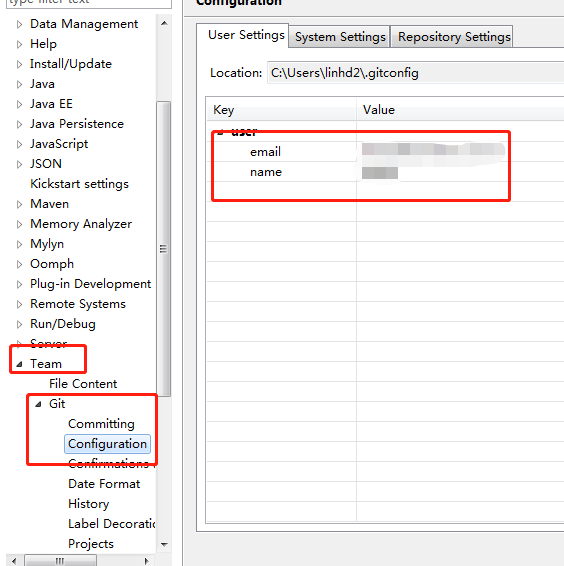 type filter text
Data Management
Help
Install/Update
Java
Java EE
Java Persistence
JavaScript
JSON
Kickstart settings
Maven
Memory Analyzer
Mylyn
Oomph
Plug-in Development
Remote Systems
Run/Debug
Server
Team
File Content
Git
Committing
Configuration
Confirmations
Date Format
History
Label Decoratic
Projects
Configuration
User Settings
System Settings
Repository Settings
Location:
C:\Users\linhd2\.gitconfig
Key
Value
user
email
name